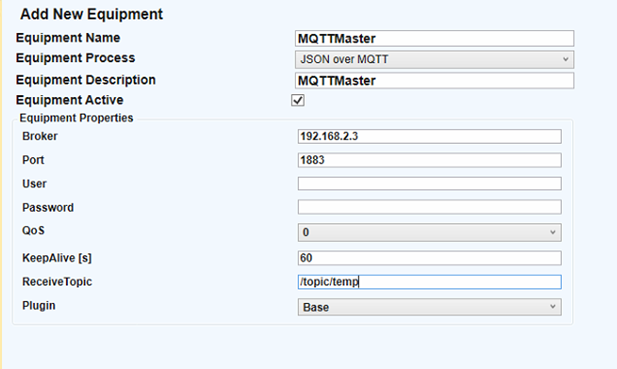 Add New Equipment
Equipment Name MQTTMaster
Equipment Process JSON over MQTT
Equipment Description MQTTMaster
Equipment Active
Equipment Properties
Broker 192.168.2.3
Port 1883
User
Password
QoS 0
KeepAlive [s] 60
ReceiveTopic /topic/temp
Plugin Base